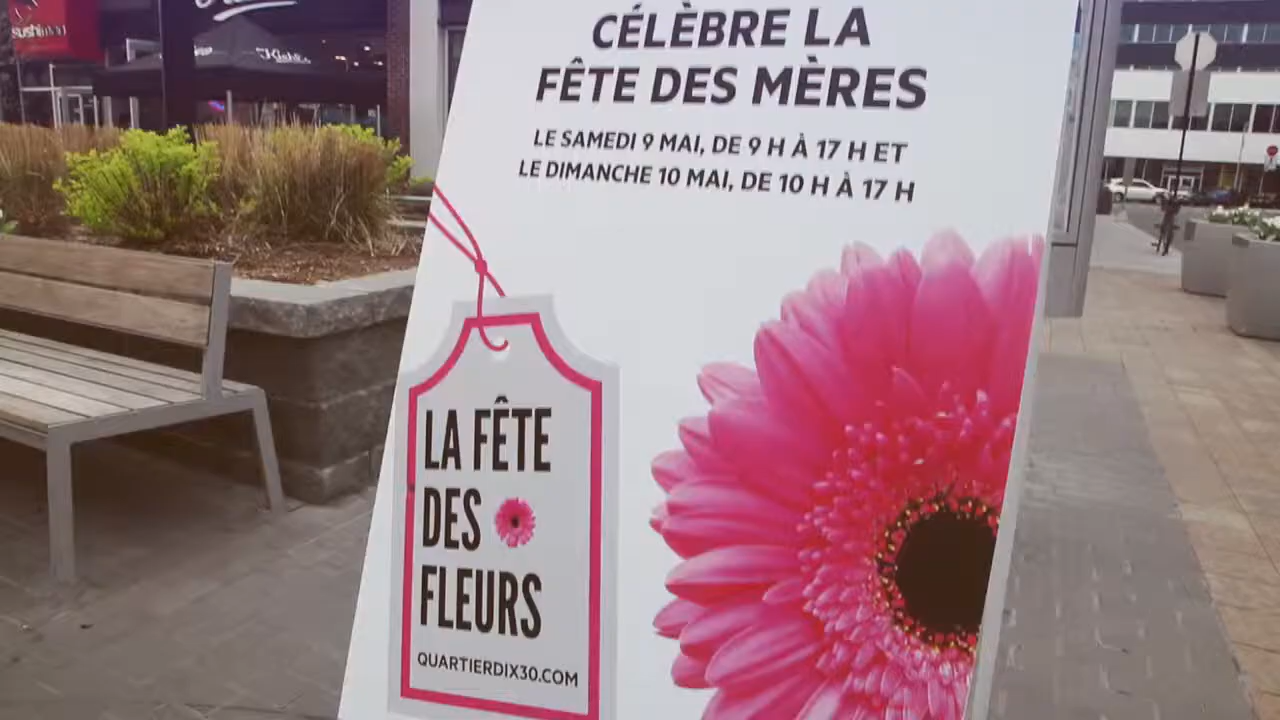 CÉLÈBRE LA
FÊTE DES MÈRES
LE SAMEDI 9 MAI, DE 9 H À 17 H ET
LE DIMANCHE 10 MAI, DE 10 H À 17 H
LA FÊTE
DES
FLEURS
QUARTIERDIX30.COM
Kiehl's